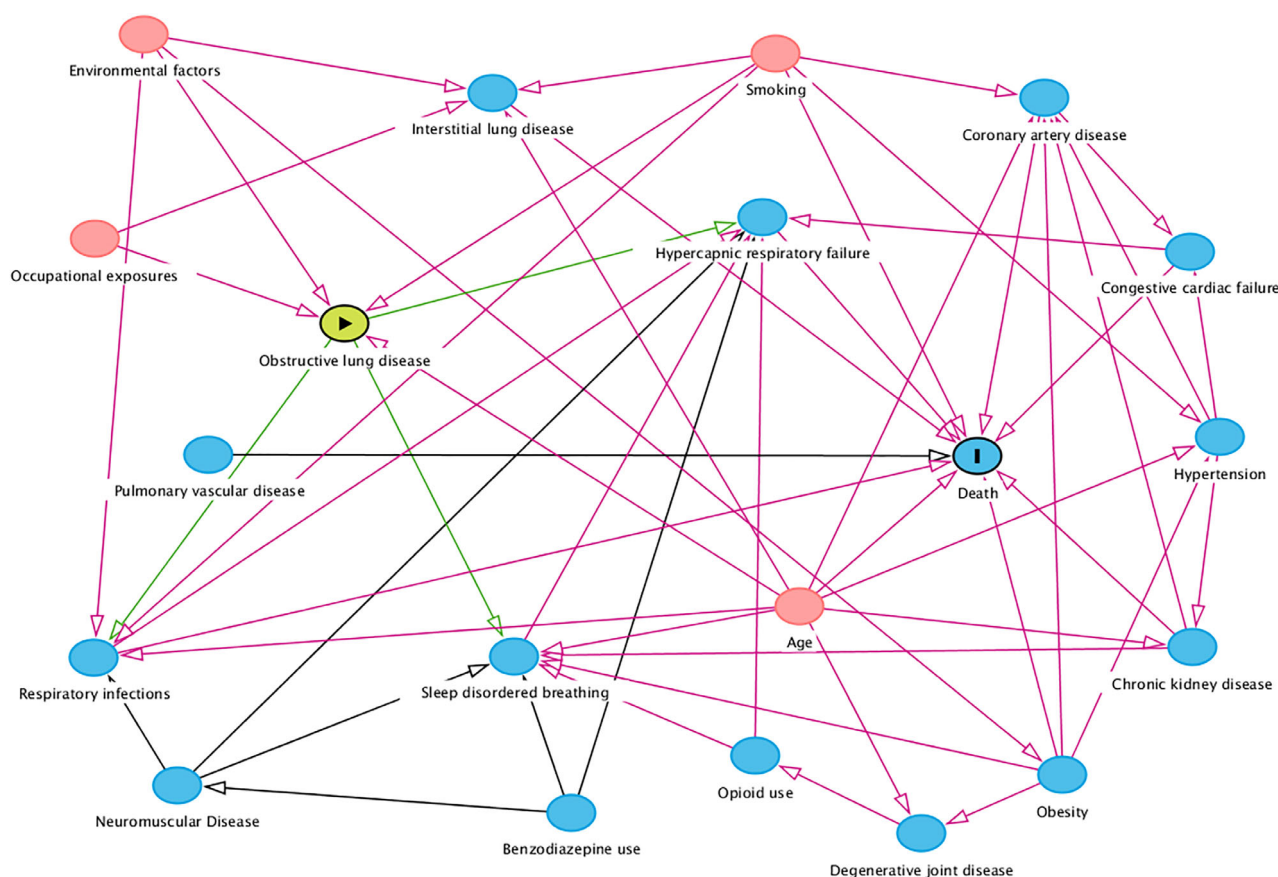 Environmental factors
Smoking
Interstitial lung disease
Coronary artery disease
Hypercapnic respiratory failure
Occupational exposures
Congestive cardiac failure
Obstructive lung disease
Hypertension
Pulmonary vascular disease
Death
Age
Respiratory infections
Sleep disordered breathing
Chronic kidney disease
Opioid use
Obesity
Neuromuscular Disease
Benzodiazepine use
Degenerative joint disease